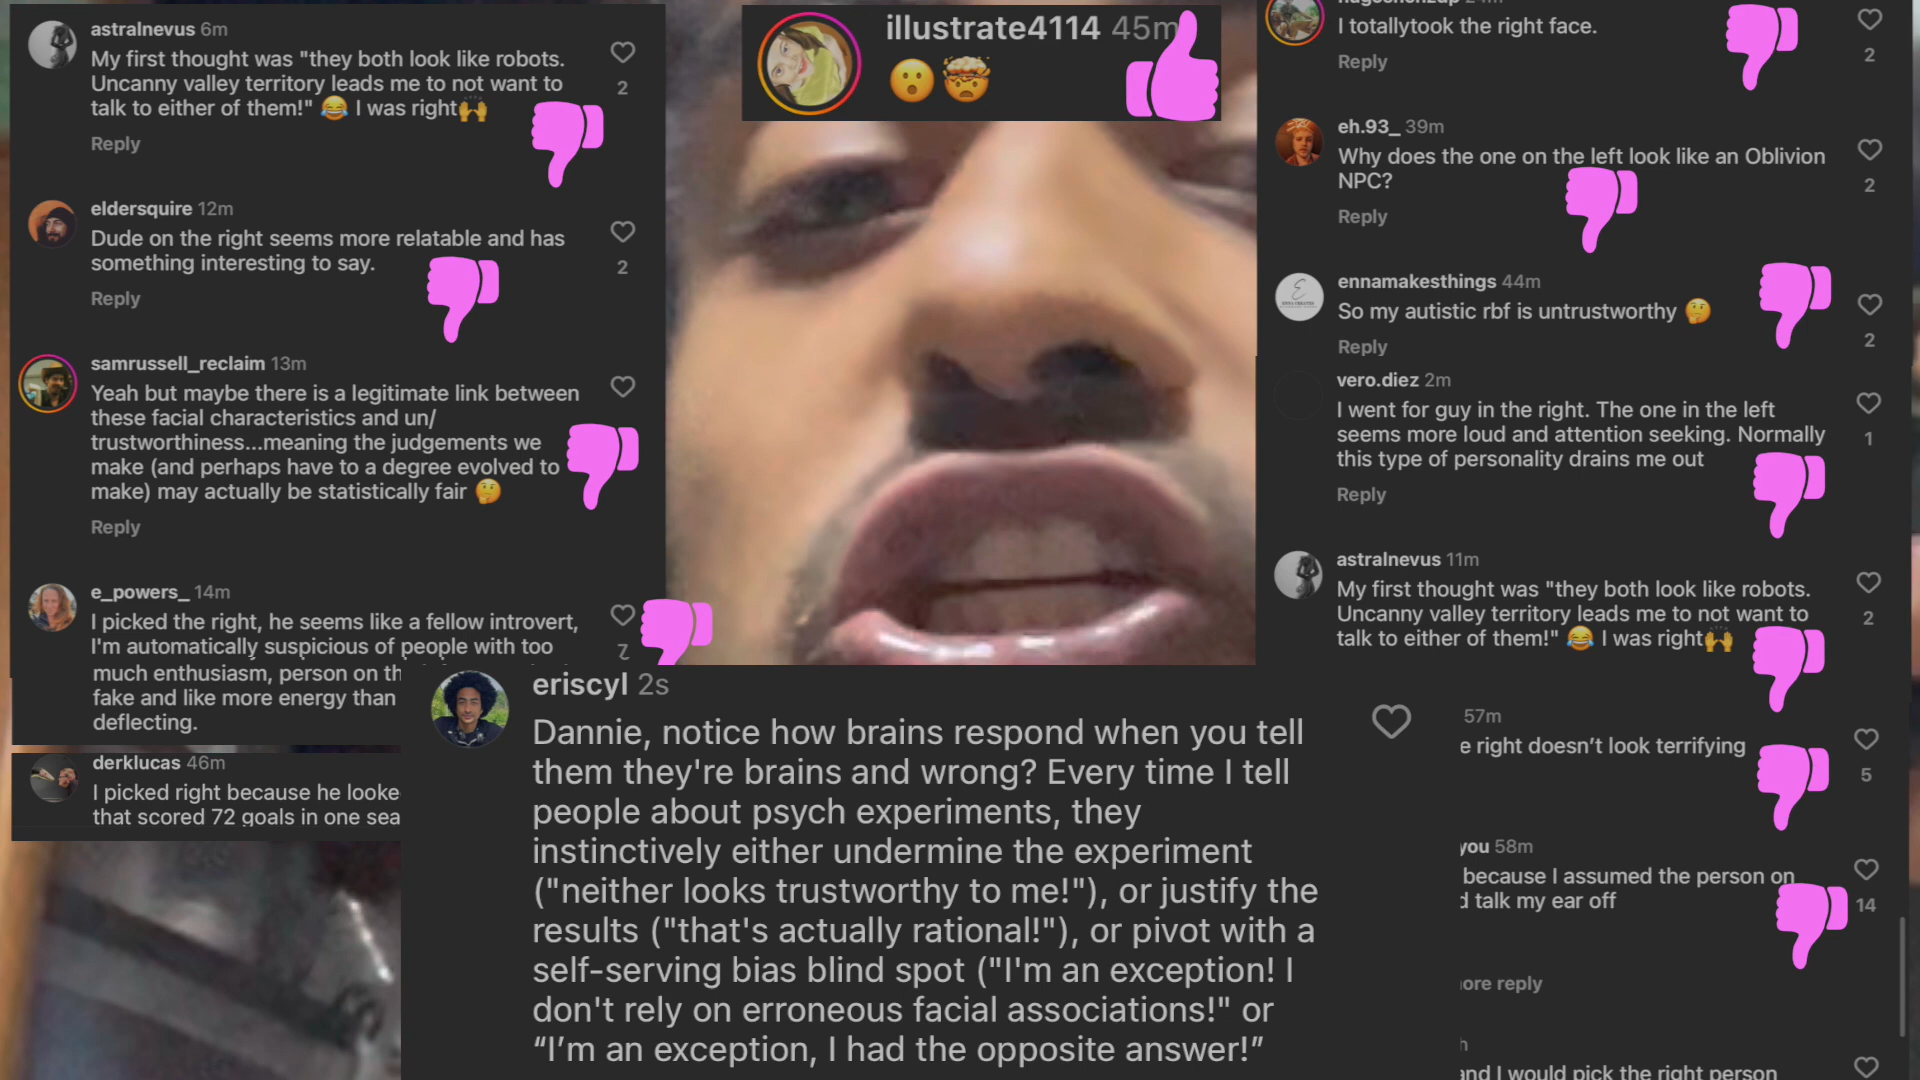 astralnevus 6m
My first thought was "they both look like robots.
Uncanny valley territory leads me to not want to
talk to either of them!" 😂 I was right🙌
2
Reply
eldersquire 12m
Dude on the right seems more relatable and has
something interesting to say.
2
Reply
samrussell_reclaim 13m
Yeah but maybe there is a legitimate link between
these facial characteristics and un/
trustworthiness...meaning the judgements we
make (and perhaps have to a degree evolved to
make) may actually be statistically fair 🤔
Reply
e_powers_ 14m
I picked the right, he seems like a fellow introvert,
I'm automatically suspicious of people with too
much enthusiasm, person on th
fake and like more energy than
deflecting.
derklucas 46m
I picked right because he looke
that scored 72 goals in one sea
illustrate4114 45m
😮🤯
eriscyl 2s
Dannie, notice how brains respond when you tell
them they're brains and wrong? Every time I tell
people about psych experiments, they
instinctively either undermine the experiment
("neither looks trustworthy to me!"), or justify the
results ("that's actually rational!"), or pivot with a
self-serving bias blind spot ("I'm an exception! I
don't rely on erroneous facial associations!" or
“I’m an exception, I had the opposite answer!”
I totallytook the right face.
2
Reply
eh.93_ 39m
Why does the one on the left look like an Oblivion
NPC?
2
Reply
ennamakesthings 44m
So my autistic rbf is untrustworthy 🤔
2
Reply
vero.diez 2m
I went for guy in the right. The one in the left
seems more loud and attention seeking. Normally
this type of personality drains me out
1
Reply
astralnevus 11m
My first thought was "they both look like robots.
Uncanny valley territory leads me to not want to
talk to either of them!" 😂 I was right🙌
2
57m
e right doesn’t look terrifying
5
you 58m
because I assumed the person on
d talk my ear off
14
ore reply
h
and I would pick the right person